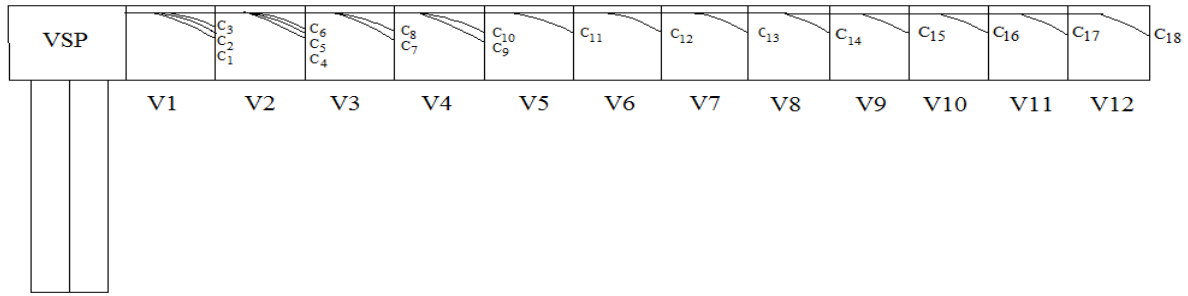 VSP
C3
C2
C1
C6
C5
C4
C8
C7
C10
C9
C11
C12
C13
C14
C15
C16
C17
C18
V1 V2 V3 V4 V5 V6 V7 V8 V9 V10 V11 V12